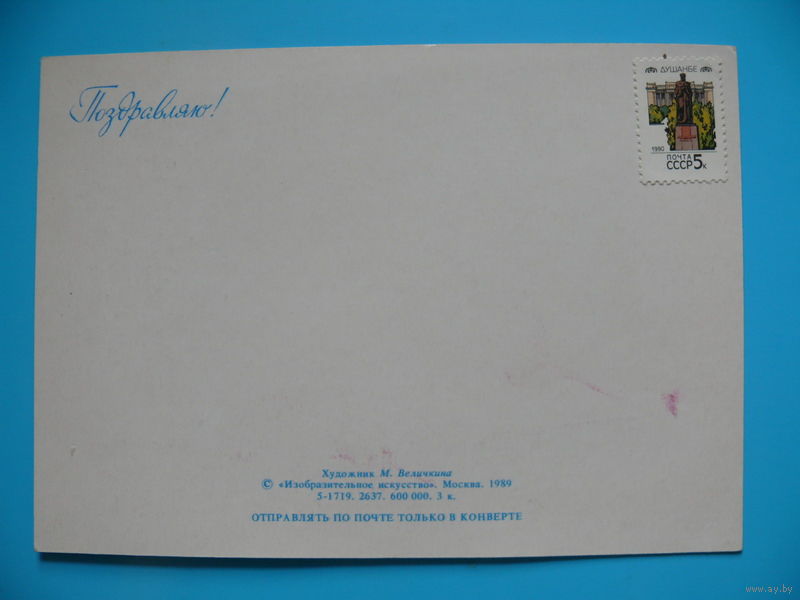 Поздравляю!
ДУШАНБЕ
1990
ПОЧТА
СССР 5к
Художник М. Величкина
© «Изобразительное искусство». Москва. 1989
5-1719. 2637. 600 000. 3 к.
ОТПРАВЛЯТЬ ПО ПОЧТЕ ТОЛЬКО В КОНВЕРТЕ
www.ay.by